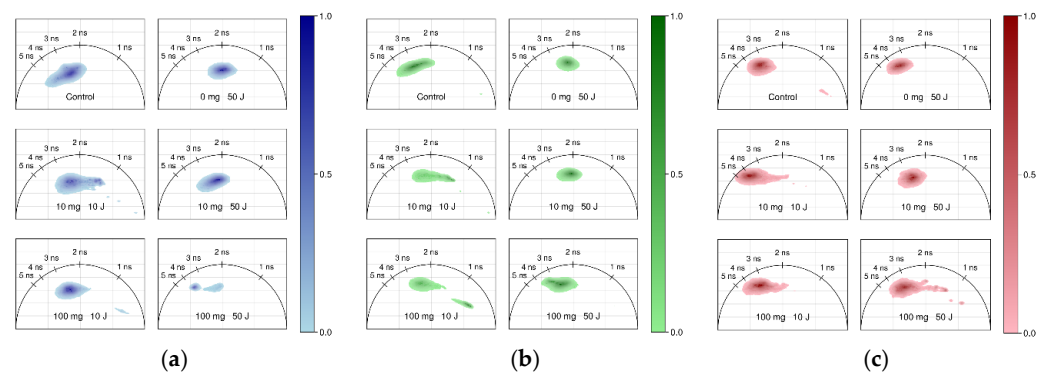 2 ns
3 ns
4 ns
5 ns
1 ns
Control
2 ns
3 ns
4 ns
5 ns
1 ns
0 mg 50 J
2 ns
3 ns
4 ns
5 ns
1 ns
10 mg 10 J
2 ns
3 ns
4 ns
5 ns
1 ns
10 mg 50 J
2 ns
3 ns
4 ns
5 ns
1 ns
100 mg 10 J
2 ns
3 ns
4 ns
5 ns
1 ns
100 mg 50 J
1.0
0.5
0.0
(a)
2 ns
3 ns
4 ns
5 ns
1 ns
Control
2 ns
3 ns
4 ns
5 ns
1 ns
0 mg 50 J
2 ns
3 ns
4 ns
5 ns
1 ns
10 mg 10 J
2 ns
3 ns
4 ns
5 ns
1 ns
10 mg 50 J
2 ns
3 ns
4 ns
5 ns
1 ns
100 mg 10 J
2 ns
3 ns
4 ns
5 ns
1 ns
100 mg 50 J
1.0
0.5
0.0
(b)
2 ns
3 ns
4 ns
5 ns
1 ns
Control
2 ns
3 ns
4 ns
5 ns
1 ns
0 mg 50 J
2 ns
3 ns
4 ns
5 ns
1 ns
10 mg 10 J
2 ns
3 ns
4 ns
5 ns
1 ns
10 mg 50 J
2 ns
3 ns
4 ns
5 ns
1 ns
100 mg 10 J
2 ns
3 ns
4 ns
5 ns
1 ns
100 mg 50 J
1.0
0.5
0.0
(c)